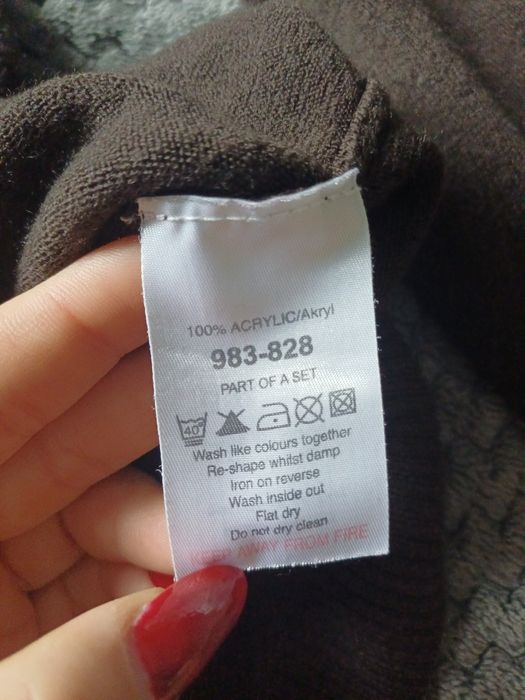 100% ACRYLIC/Akryl
983-828
PART OF A SET
40°
Wash like colours together
Re-shape whilst damp
Iron on reverse
Wash inside out
Flat dry
Do not dry clean
KEEP AWAY FROM FIRE